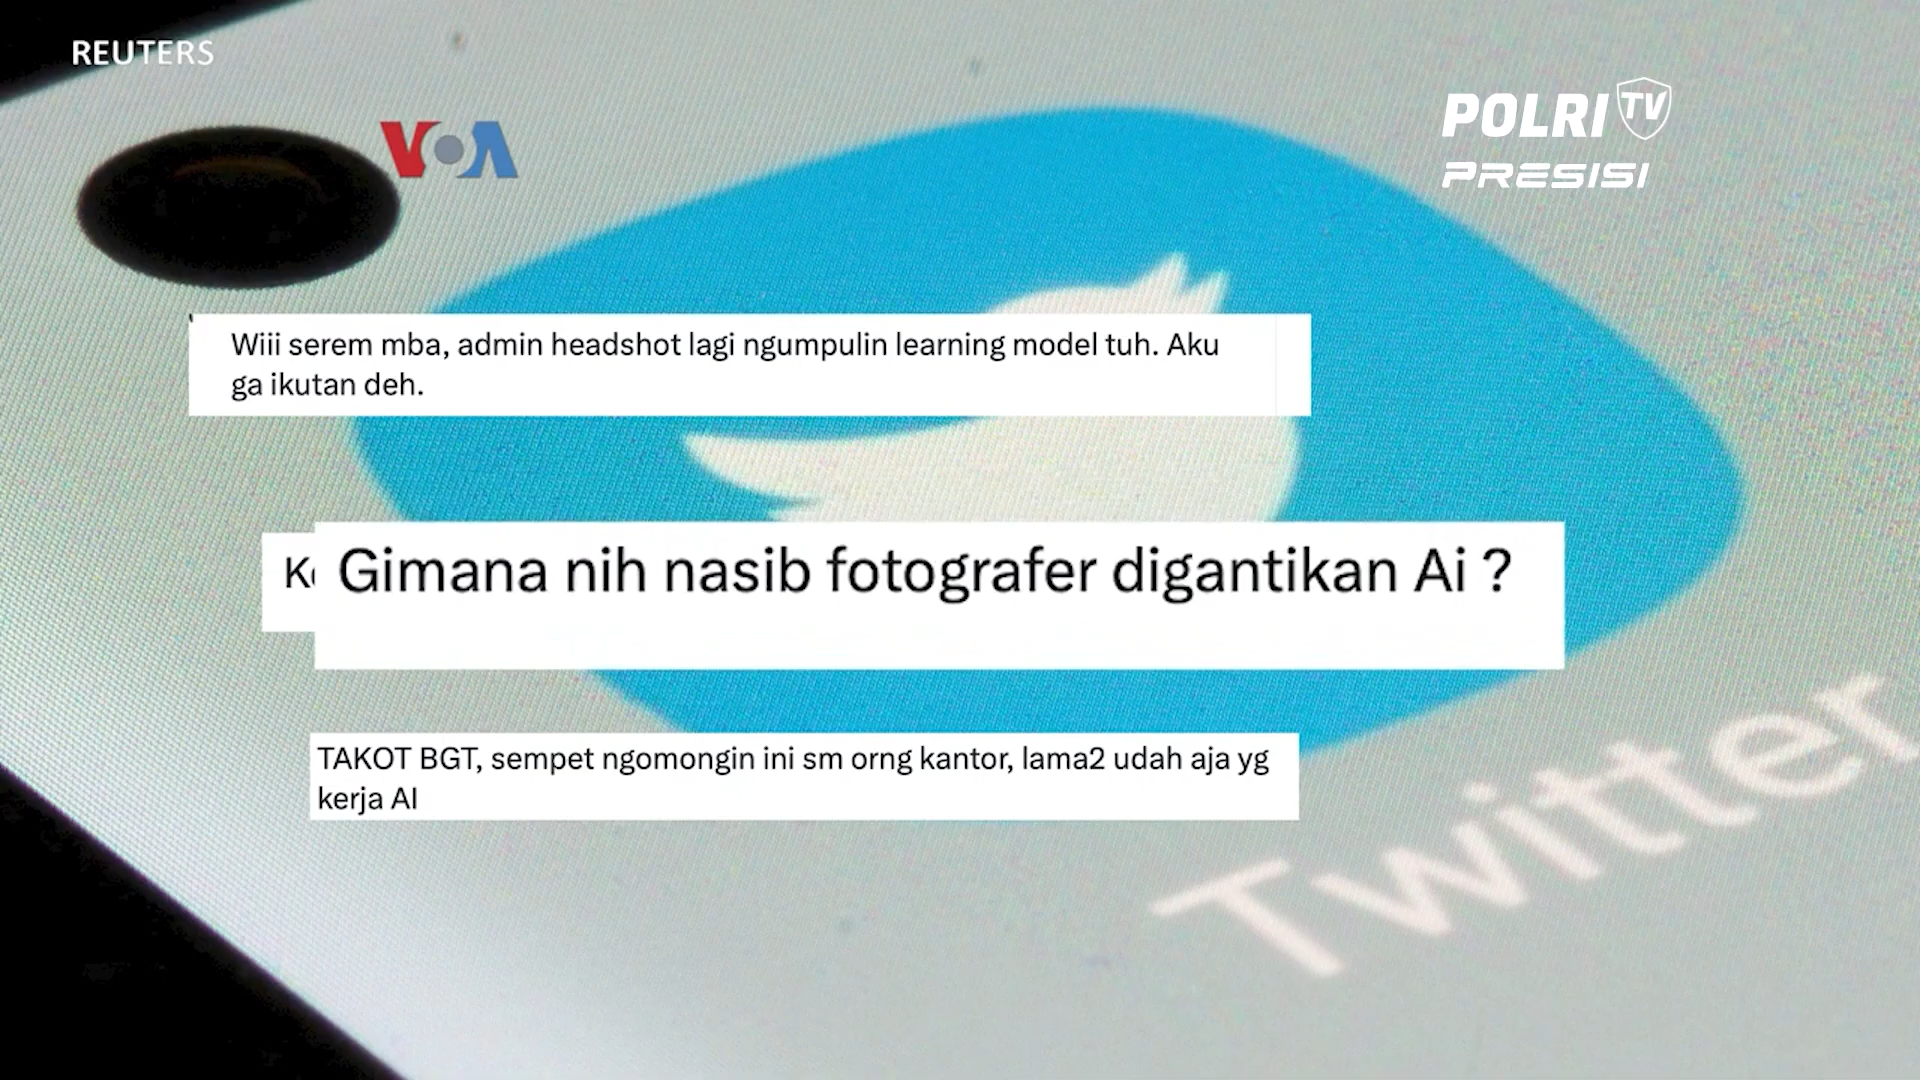 REUTERS
VOA
POLRI TV
PRESISI
Wiii serem mba, admin headshot lagi ngumpulin learning model tuh. Aku
ga ikutan deh.
Gimana nih nasib fotografer digantikan Ai ?
TAKOT BGT, sempet ngomongin ini sm orng kantor, lama2 udah aja yg
kerja AI
Twitter